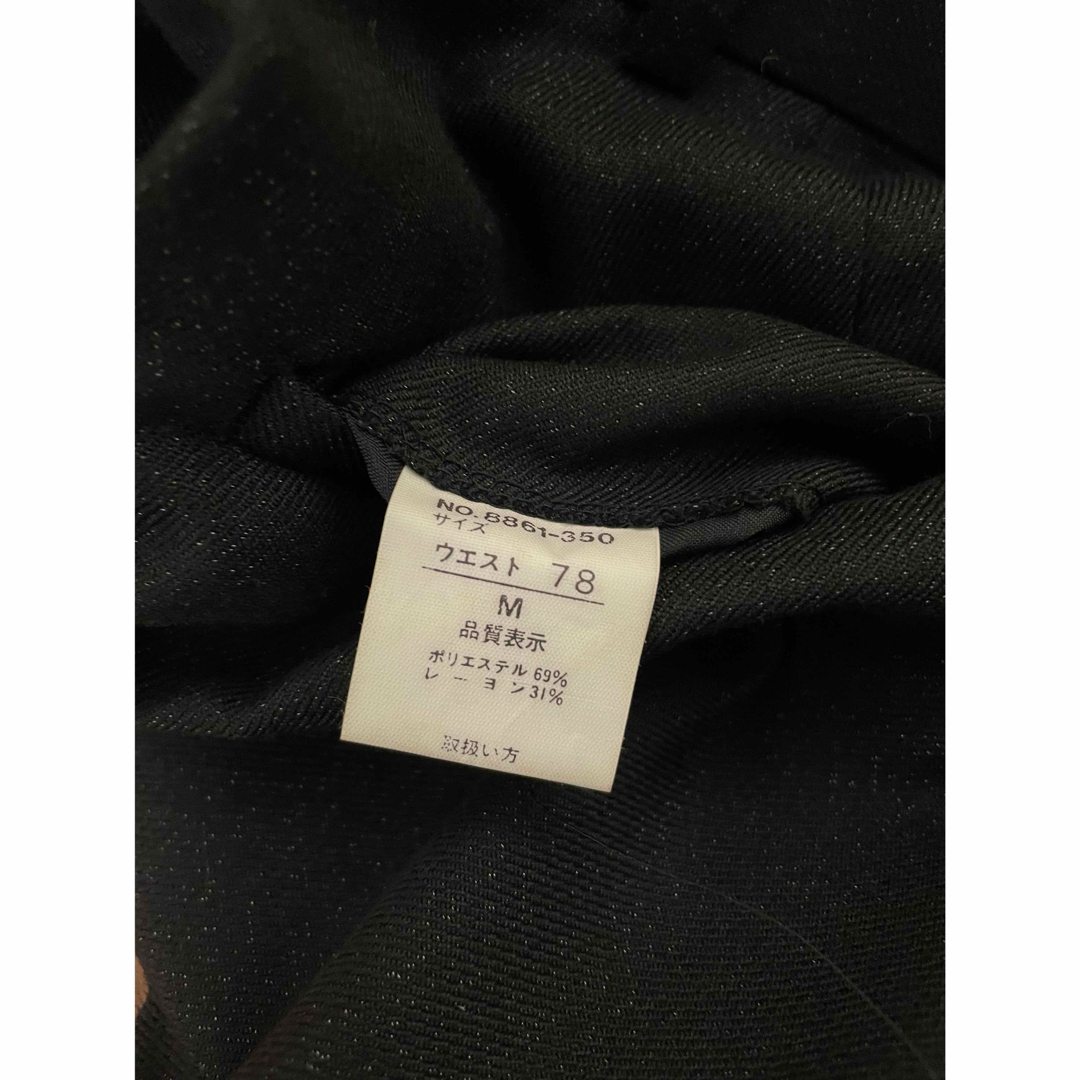 NO.8861-350
サイズ
ウエスト 78
M
品質表示
ポリエステル 69%
レーヨン 31%
取扱い方